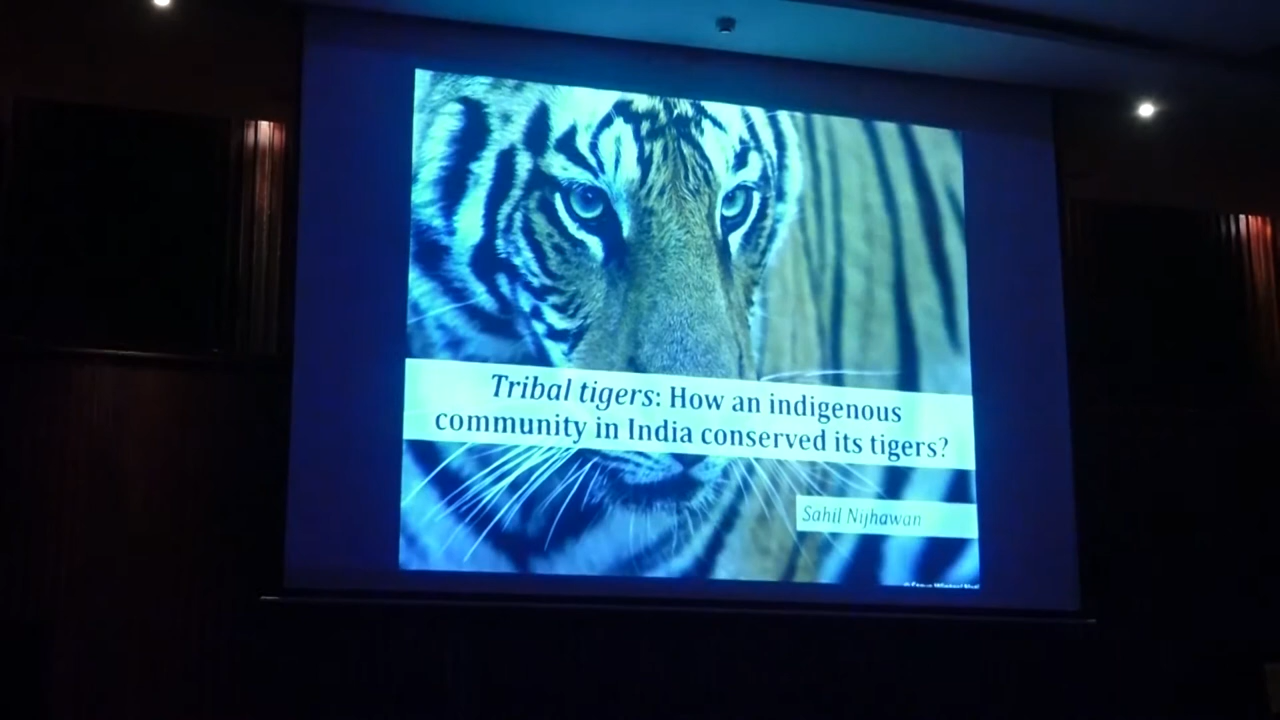 Tribal tigers: How an indigenous
community in India conserved its tigers?
Sahil Nijhawan